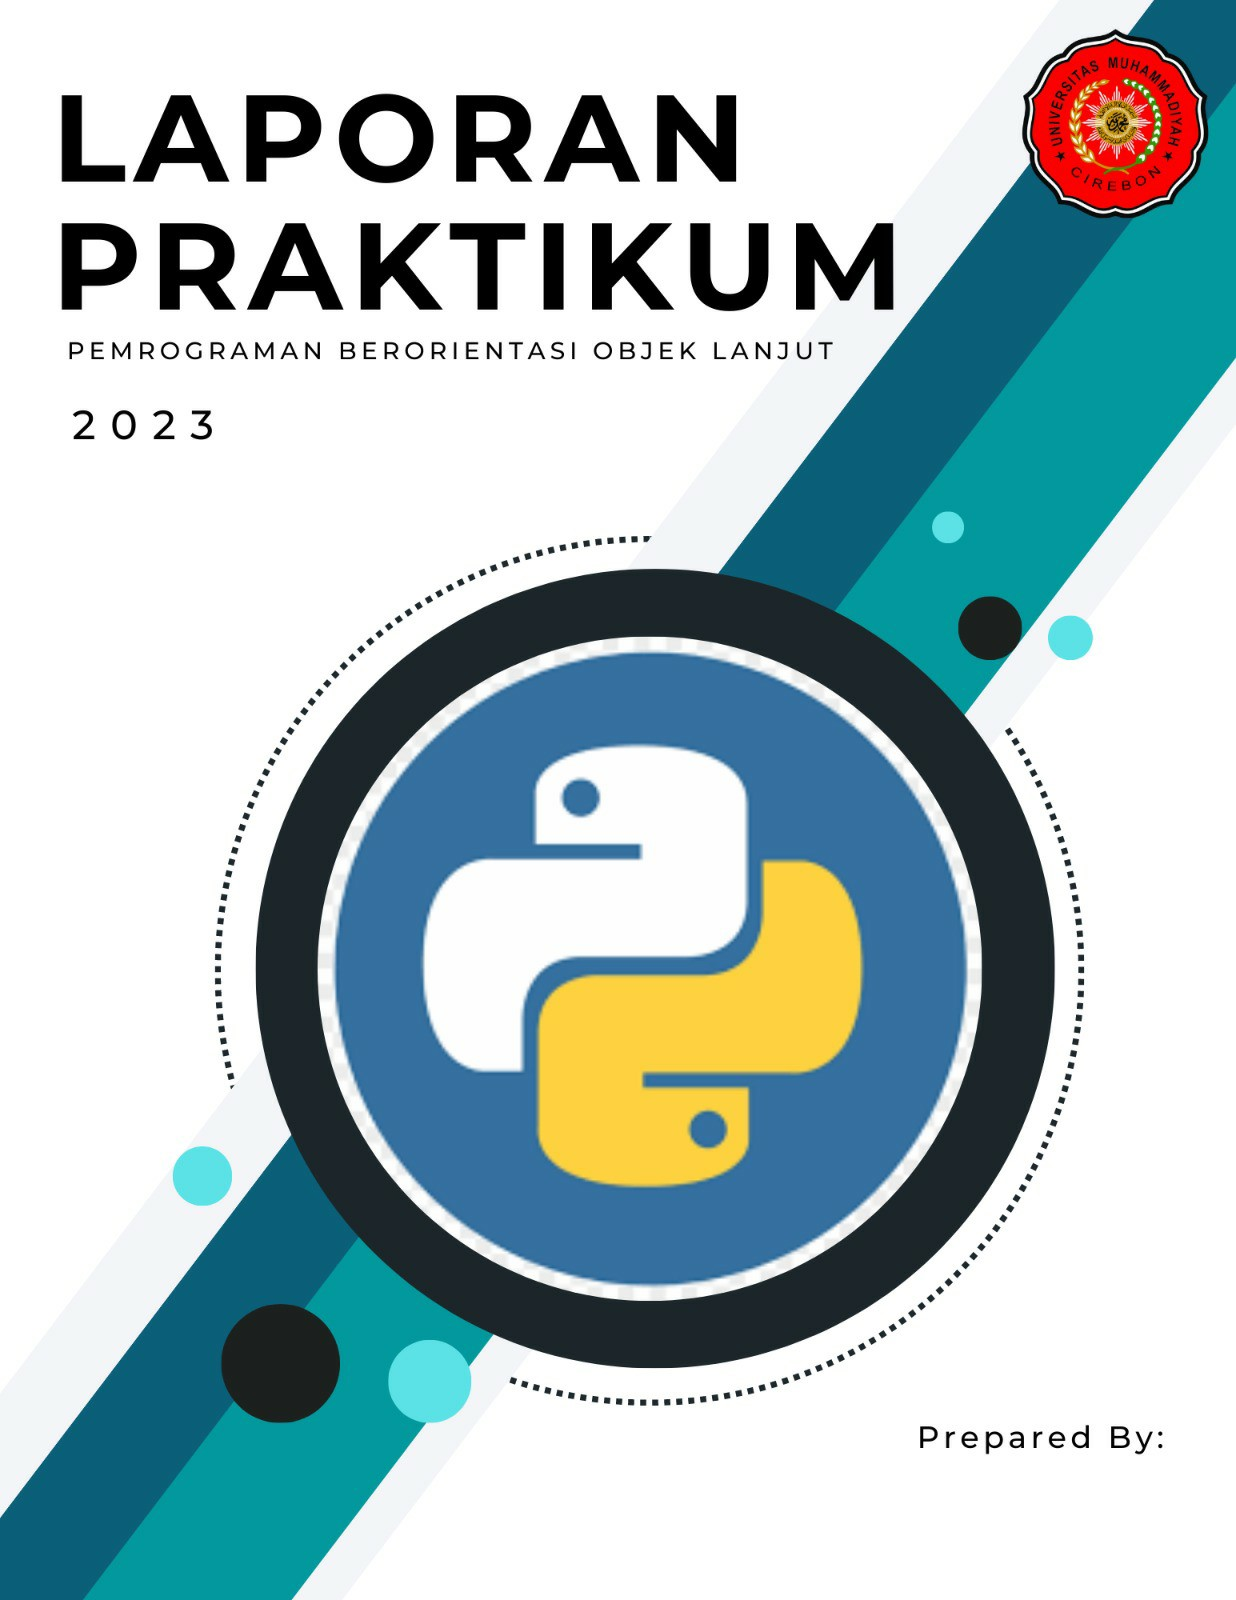 LAPORAN
PRAKTIKUM
PEMROGRAMAN BERORIENTASI OBJEK LANJUT
2023
UNIVERSITAS MUHAMMADIYAH
★ CIREBON ★
Prepared By: